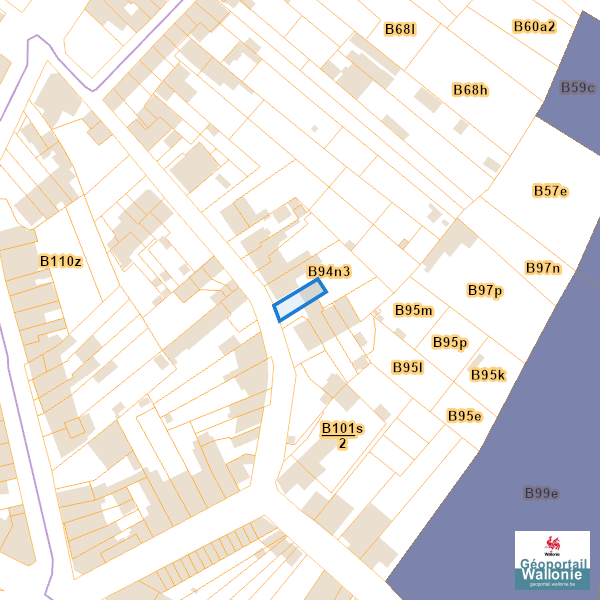 B68l
B60a2
B59c
B68h
B57e
B110z
B94n3
B97n
B97p
B95m
B95p
B95l
B95k
B95e
B101s
2
B99e
Wallonie
Géoportail
Wallonie
geoportail.wallonie.be